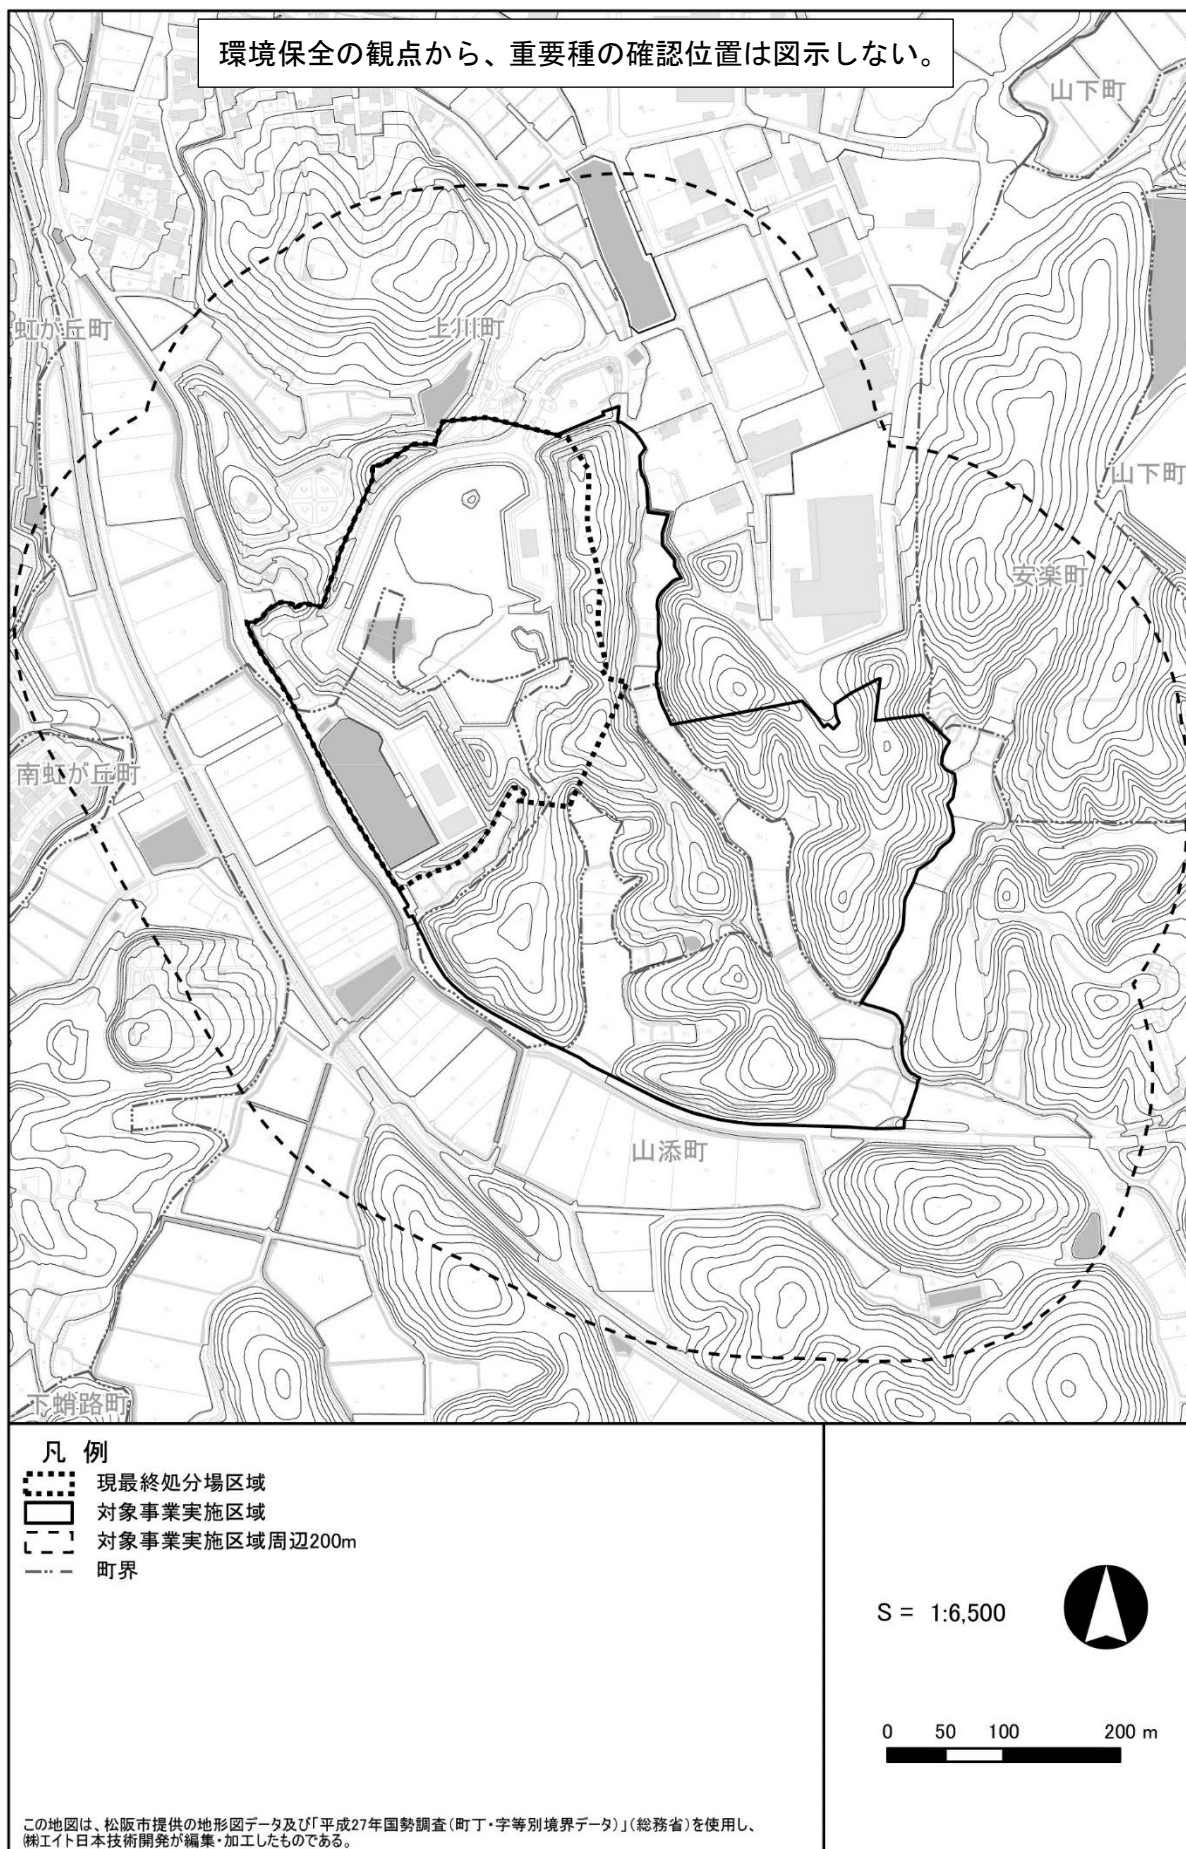 環境保全の観点から、重要種の確認位置は図示しない。
山下町
虹が丘町
上川町
山下町
安楽町
南虹が丘町
山添町
下蛸路町
凡 例
現最終処分場区域
対象事業実施区域
対象事業実施区域周辺200m
町界
S = 1:6,500
0 50 100 200 m
この地図は、松阪市提供の地形図データ及び「平成27年国勢調査(町丁・字等別境界データ)」(総務省)を使用し、
㈱エイト日本技術開発が編集・加工したものである。